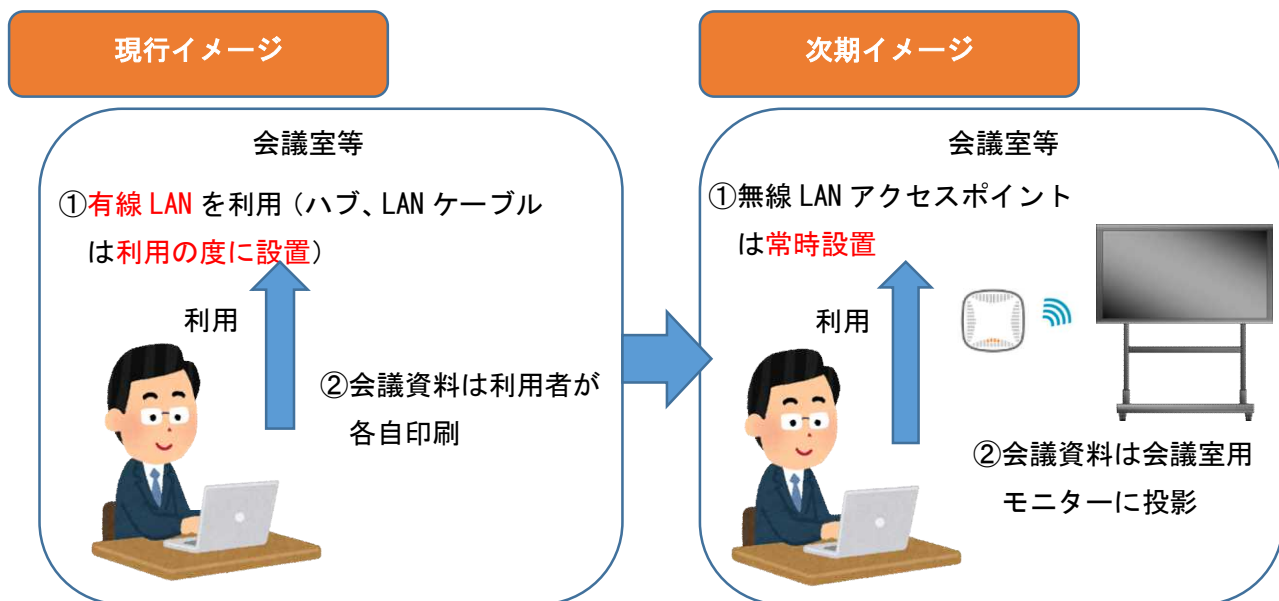 現行イメージ
会議室等
①有線 LAN を利用（ハブ、LAN ケーブル
は利用の度に設置）
利用
②会議資料は利用者が
各自印刷
次期イメージ
会議室等
①無線 LAN アクセスポイント
は常時設置
利用
②会議資料は会議室用
モニターに投影